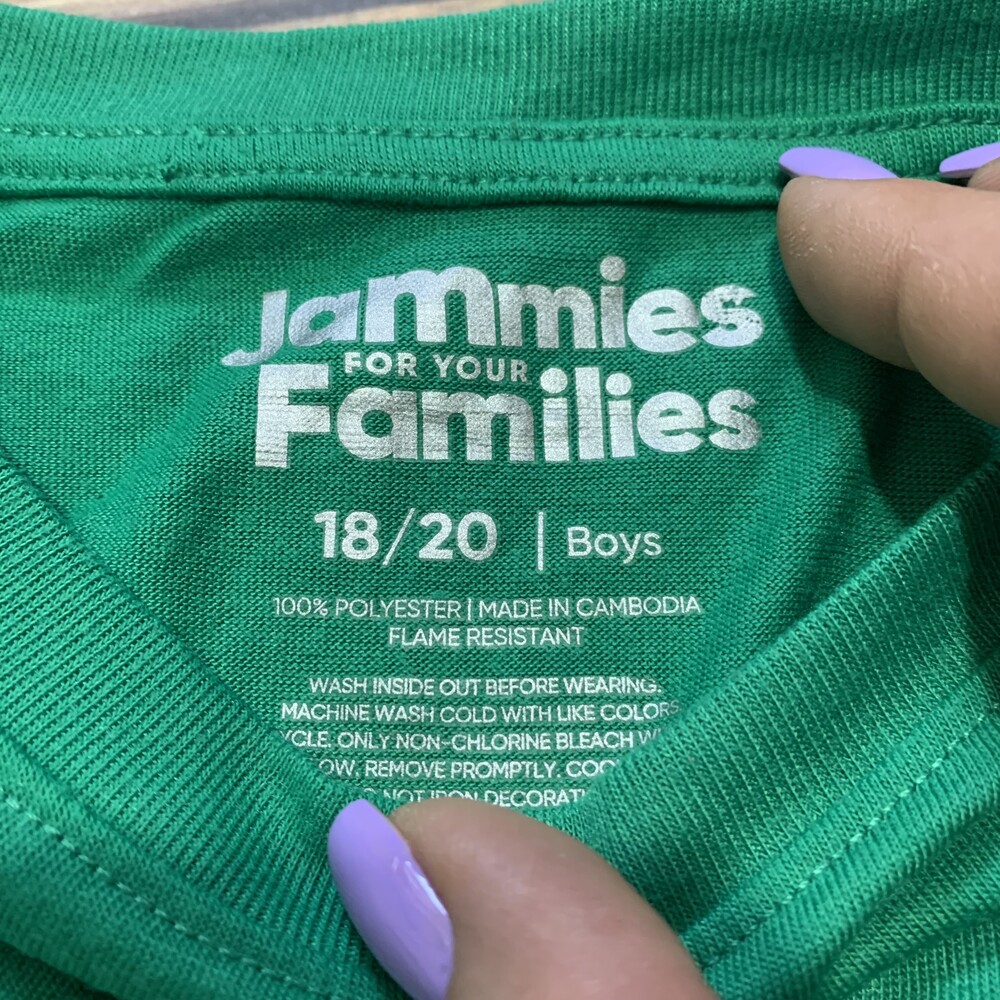 Jammies
FOR YOUR
Families
18/20 | Boys
100% POLYESTER | MADE IN CAMBODIA
FLAME RESISTANT
WASH INSIDE OUT BEFORE WEARING.
MACHINE WASH COLD WITH LIKE COLORS
ONLY NON-CHLORINE BLEACH
REMOVE PROMPTLY.
NOT IRON